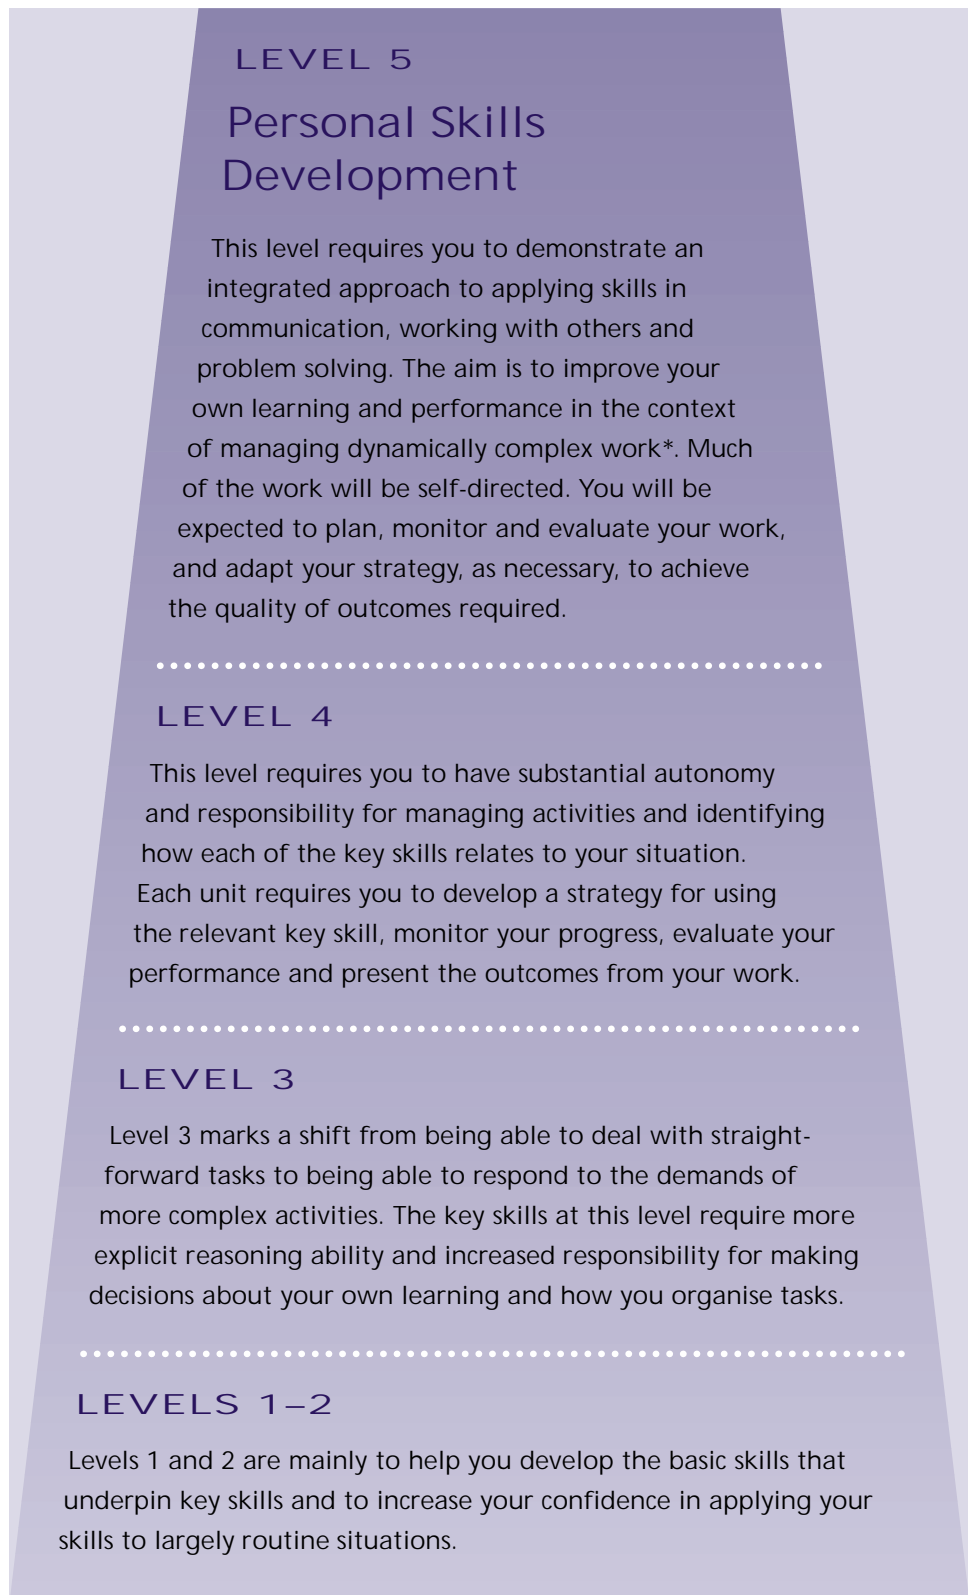 LEVEL 5
Personal Skills
Development
This level requires you to demonstrate an
integrated approach to applying skills in
communication, working with others and
problem solving. The aim is to improve your
own learning and performance in the context
of managing dynamically complex work*. Much
of the work will be self-directed. You will be
expected to plan, monitor and evaluate your work,
and adapt your strategy, as necessary, to achieve
the quality of outcomes required.
LEVEL 4
This level requires you to have substantial autonomy
and responsibility for managing activities and identifying
how each of the key skills relates to your situation.
Each unit requires you to develop a strategy for using
the relevant key skill, monitor your progress, evaluate your
performance and present the outcomes from your work.
LEVEL 3
Level 3 marks a shift from being able to deal with straight-
forward tasks to being able to respond to the demands of
more complex activities. The key skills at this level require more
explicit reasoning ability and increased responsibility for making
decisions about your own learning and how you organise tasks.
LEVELS 1–2
Levels 1 and 2 are mainly to help you develop the basic skills that
underpin key skills and to increase your confidence in applying your
skills to largely routine situations.